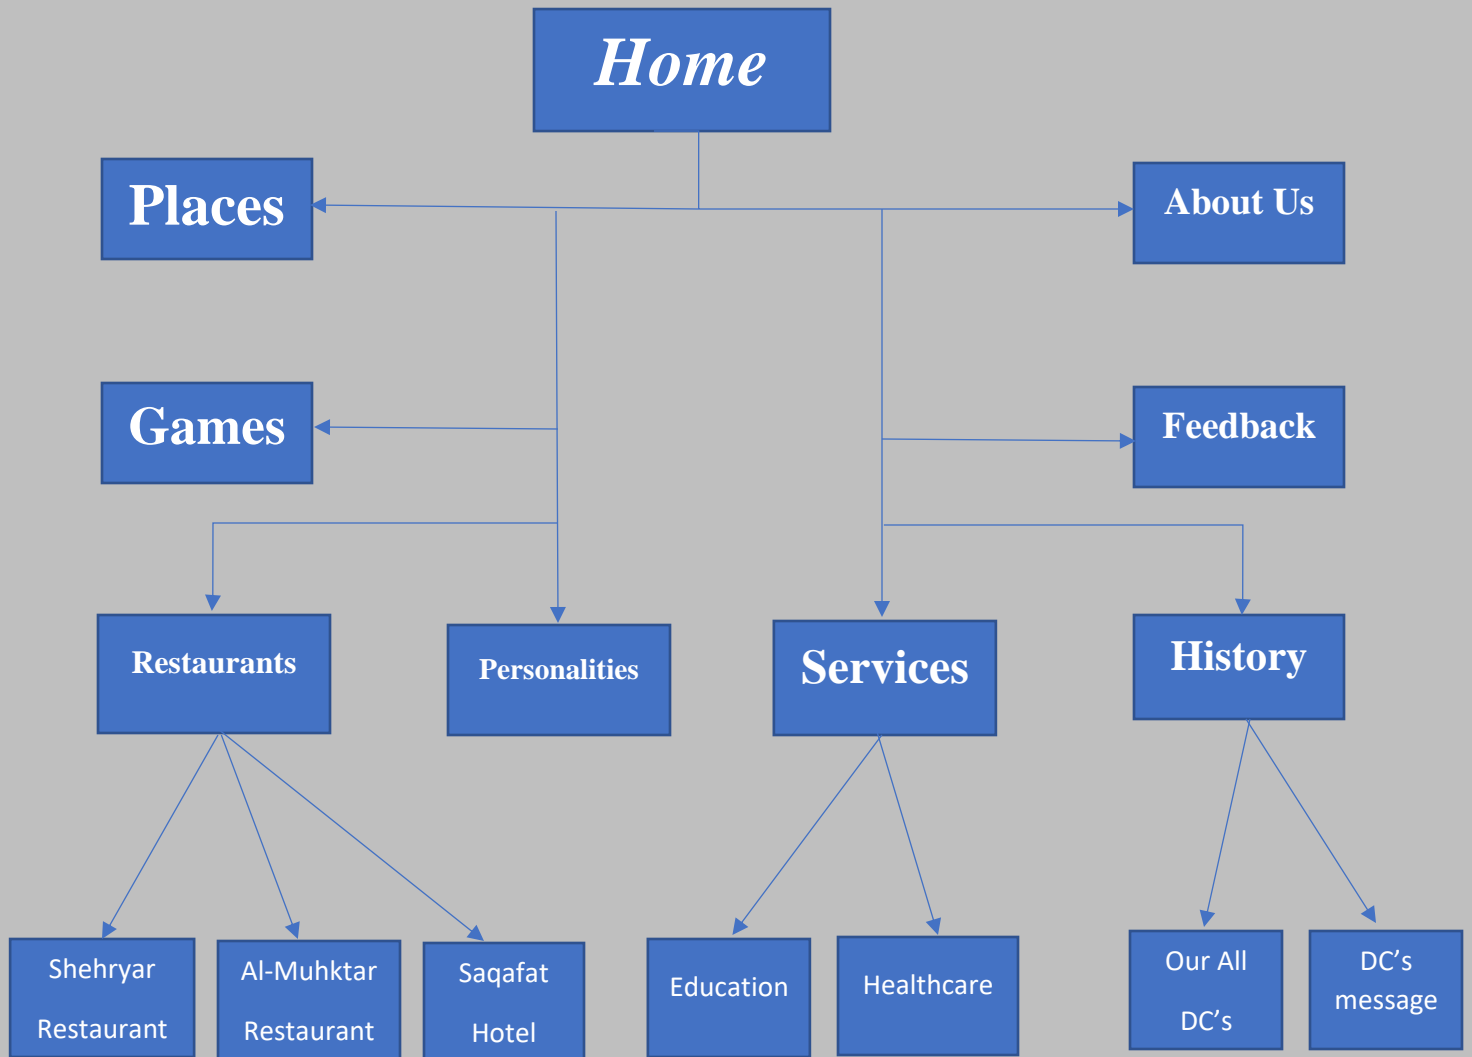 Home
Places
About Us
Games
Feedback
Restaurants
Personalities
Services
History
Shehryar
Restaurant
Al-Muhktar
Restaurant
Saqafat
Hotel
Education
Healthcare
Our All
DC’s
DC’s
message